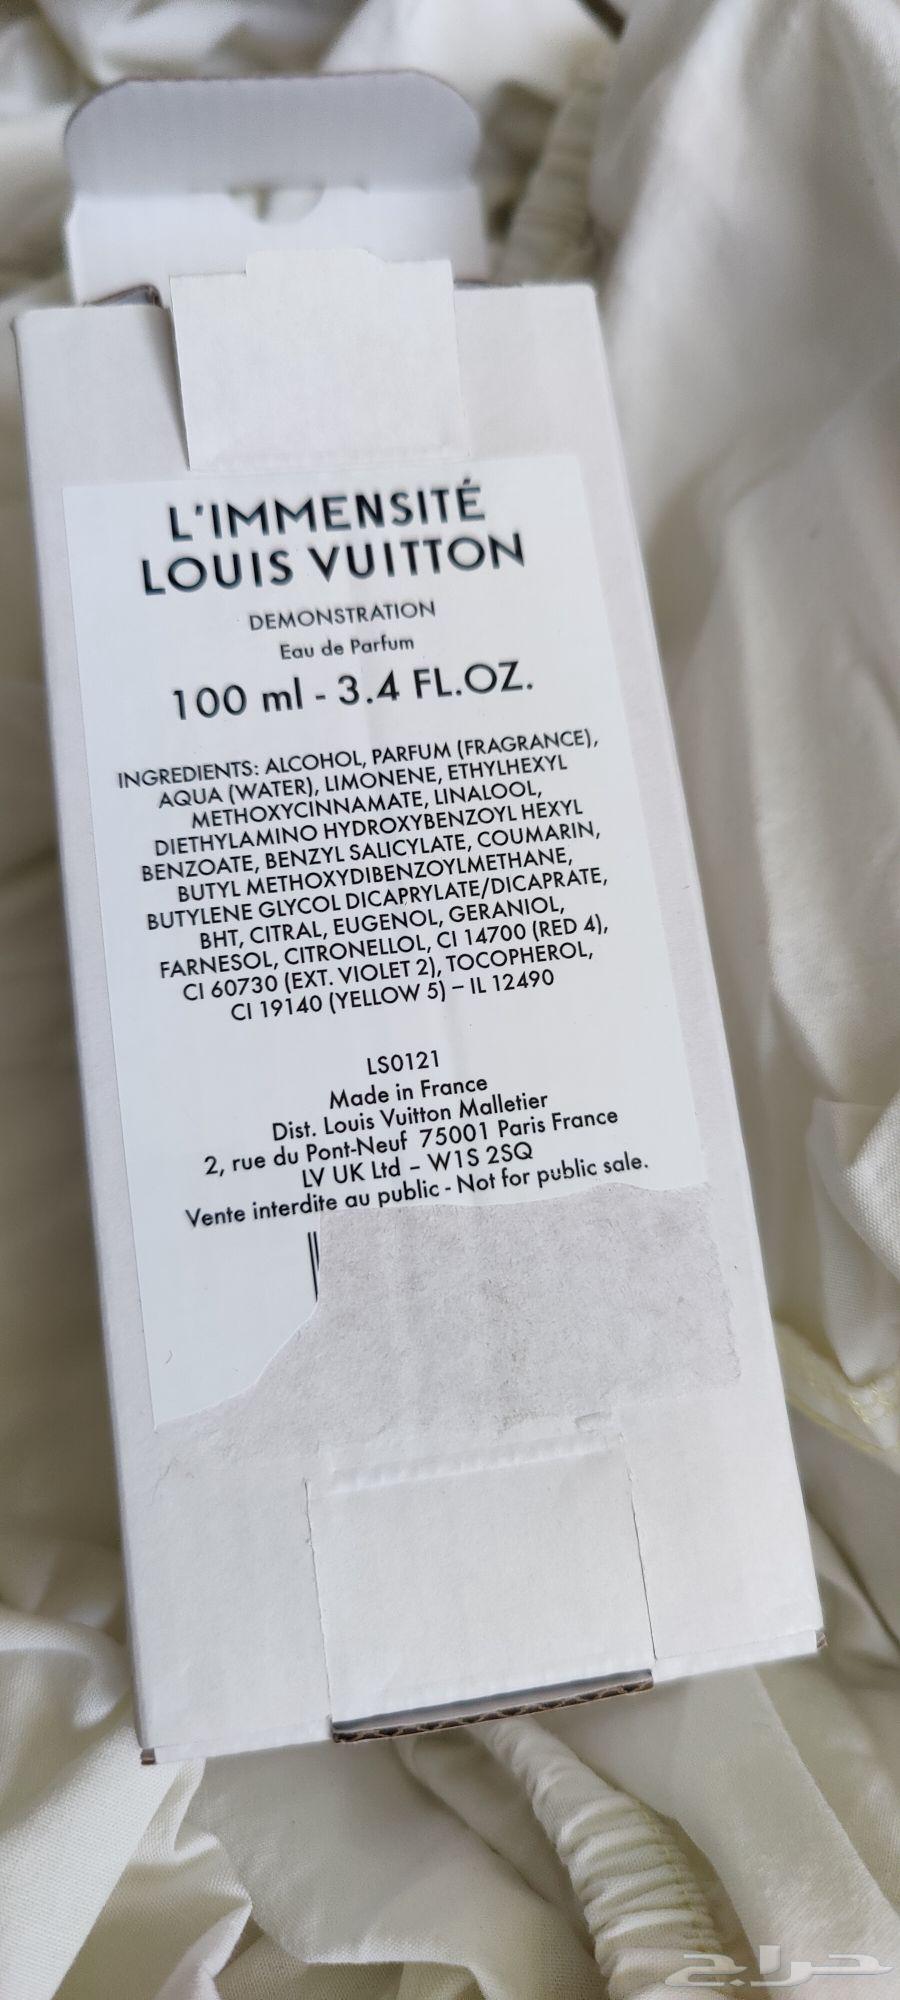 L'IMMENSITÉ
LOUIS VUITTON
DEMONSTRATION
Eau de Parfum
100 ml - 3.4 FL.OZ.
INGREDIENTS: ALCOHOL, PARFUM (FRAGRANCE),
AQUA (WATER), LIMONENE, ETHYLHEXYL
METHOXYCINNAMATE, LINALOOL,
DIETHYLAMINO HYDROXYBENZOYL HEXYL
BENZOATE, BENZYL SALICYLATE, COUMARIN,
BUTYL METHOXYDIBENZOYLMETHANE,
BUTYLENE GLYCOL DICAPRYLATE/DICAPRATE,
BHT, CITRAL, EUGENOL, GERANIOL,
FARNESOL, CITRONELLOL, CI 14700 (RED 4),
CI 60730 (EXT. VIOLET 2), TOCOPHEROL,
CI 19140 (YELLOW 5) – IL 12490
LS0121
Made in France
Dist. Louis Vuitton Malletier
2, rue du Pont-Neuf 75001 Paris France
LV UK Ltd – W1S 2SQ
Vente interdite au public - Not for public sale.
حراج